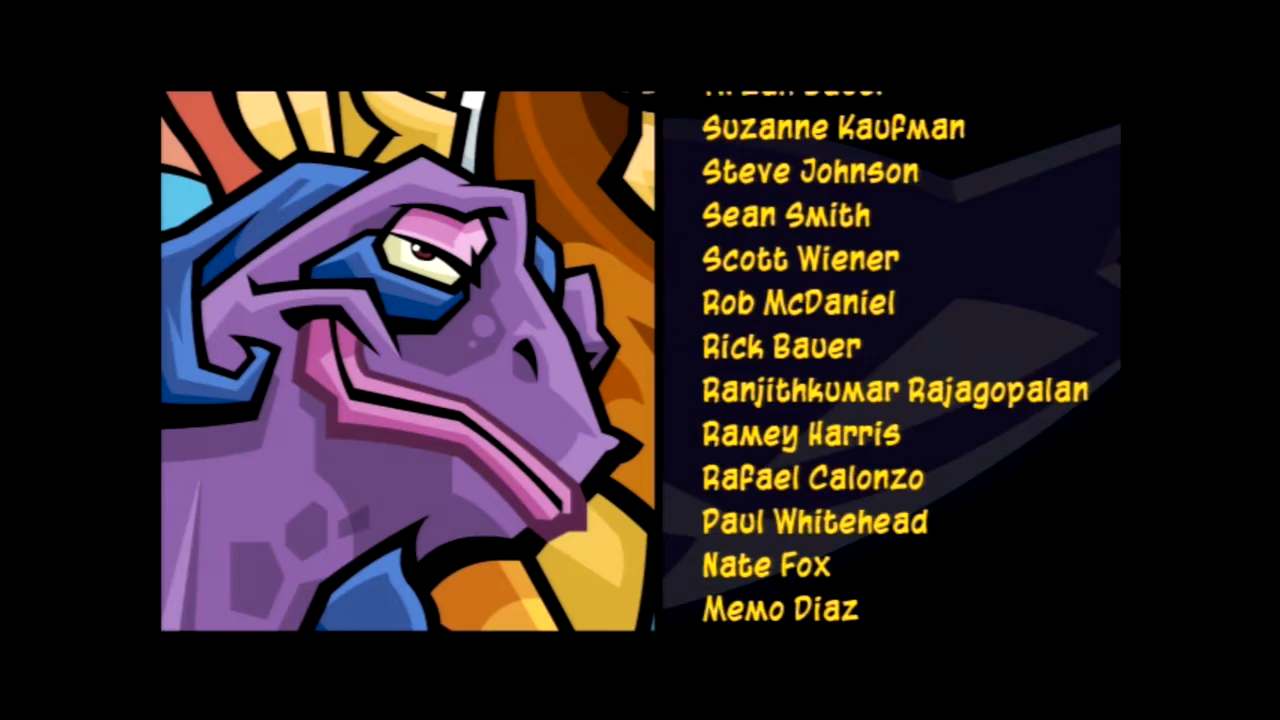 Suzanne Kaufman
Steve Johnson
Sean Smith
Scott Wiener
Rob McDaniel
Rick Bauer
Ranjithkumar Rajagopalan
Ramey Harris
Rafael Calonzo
Paul Whitehead
Nate Fox
Memo Diaz